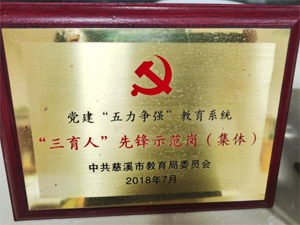 党建“五力争强”教育系统
“三育人”先锋示范岗（集体）
中共慈溪市教育局委员会
2018年7月